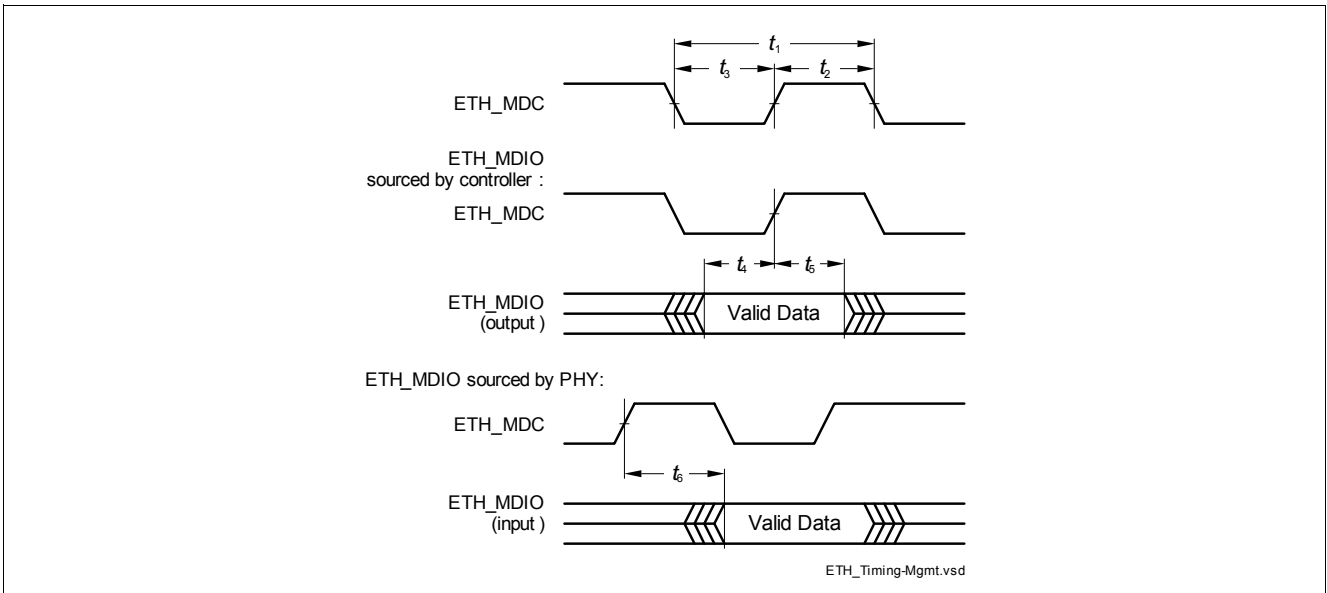 t1
t3 t2
ETH_MDC
ETH_MDIO
sourced by controller :
ETH_MDC
t4 t5
ETH_MDIO
(output )
Valid Data
ETH_MDIO sourced by PHY:
ETH_MDC
t6
ETH_MDIO
(input )
Valid Data
ETH_Timing-Mgmt.vsd